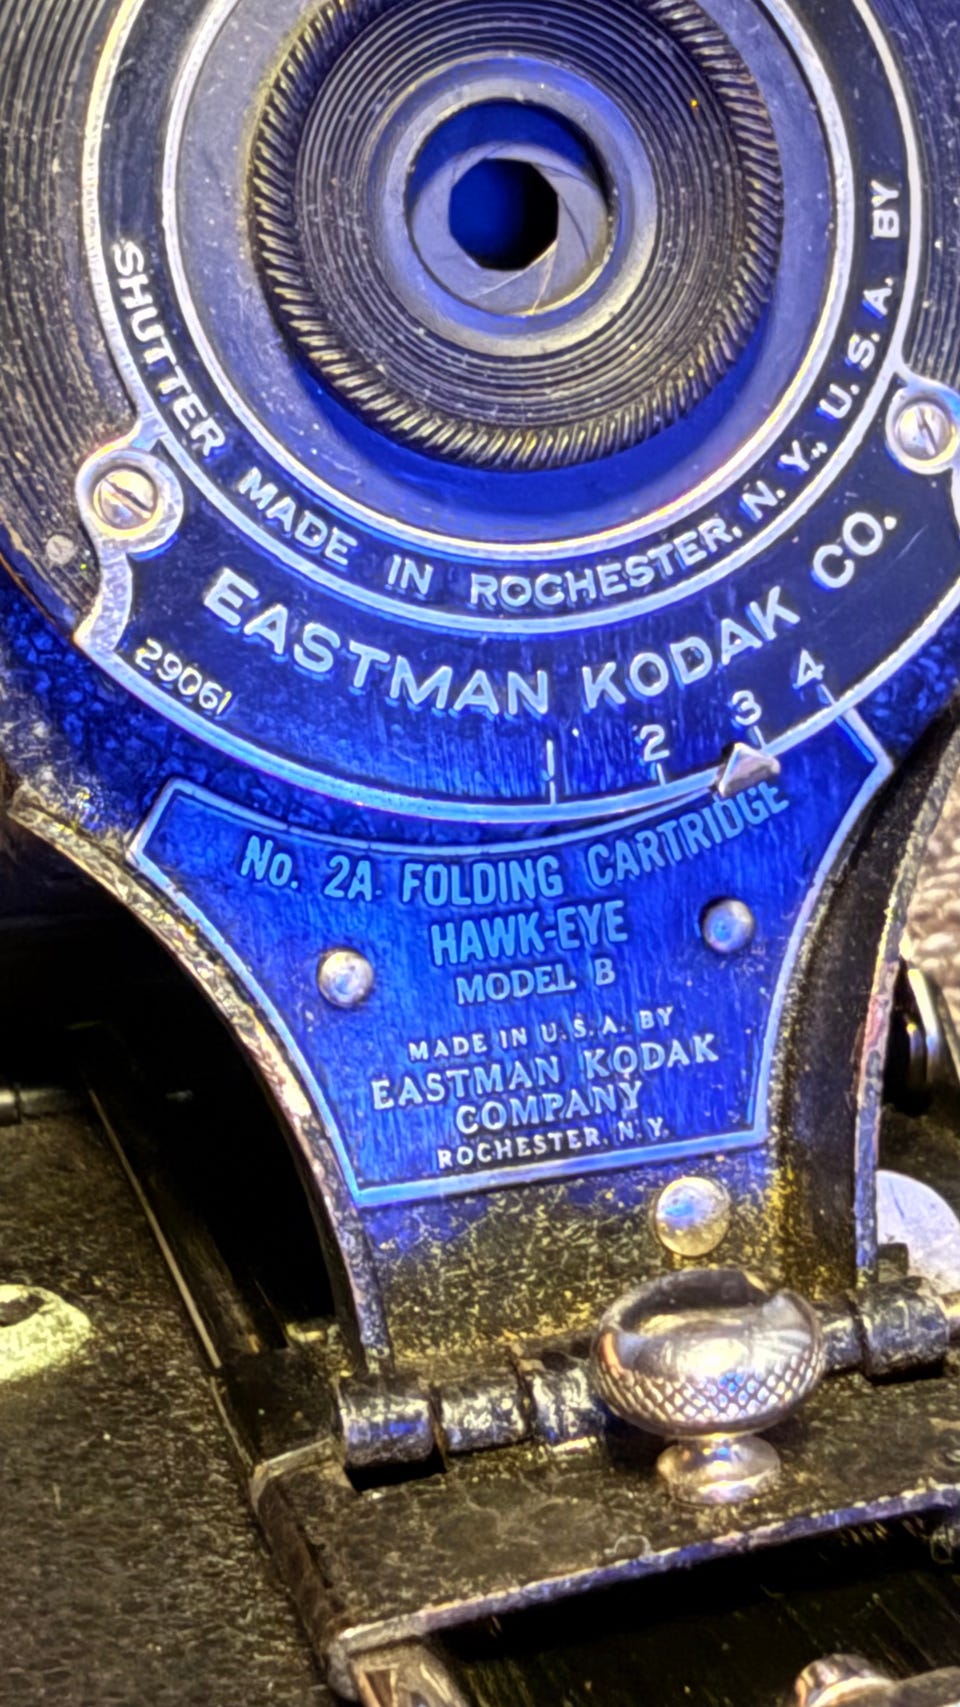 SHUTTER MADE IN ROCHESTER, N. Y., U. S. A. BY
EASTMAN KODAK CO.
29061
1 2 3 4
No. 2A FOLDING CARTRIDGE
HAWK-EYE
MODEL B
MADE IN U.S.A. BY
EASTMAN KODAK
COMPANY
ROCHESTER, N. Y.